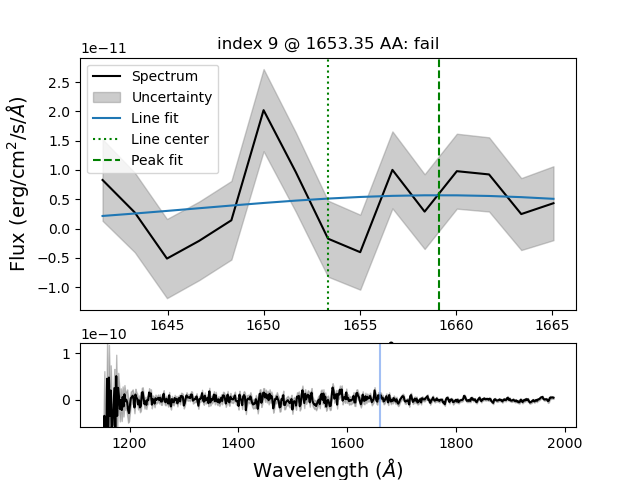 index 9 @ 1653.35 AA: fail
1e−11
Spectrum
Uncertainty
Line fit
Line center
Peak fit
2.5
2.0
1.5
1.0
0.5
0.0
−0.5
−1.0
Flux (erg/cm²/s/Å)
1645
1650
1655
1660
1665
1e−10
1
0
1200
1400
1600
1800
2000
Wavelength (Å)